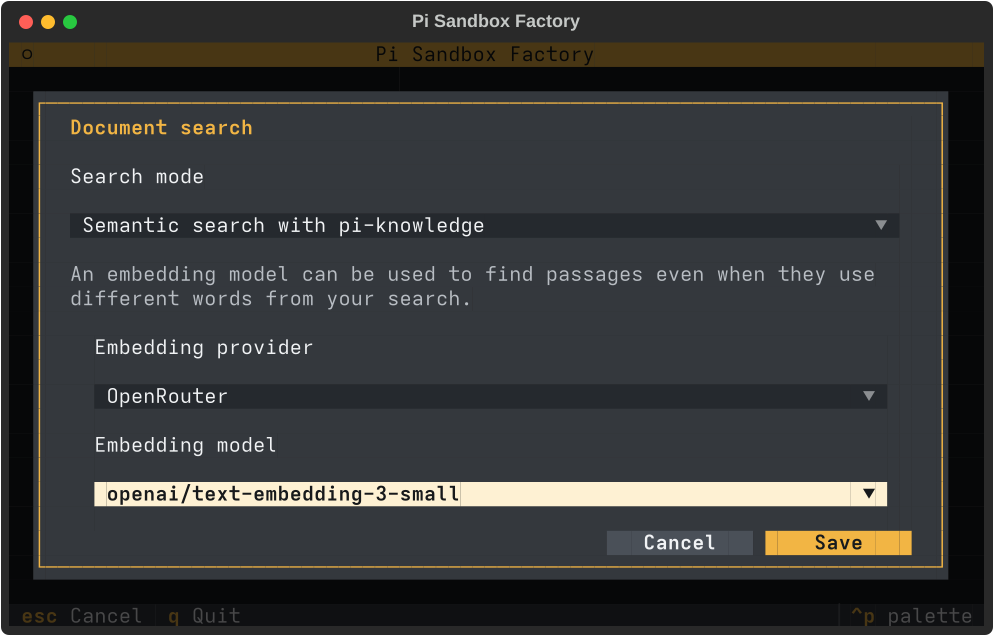 Pi Sandbox Factory
O Pi Sandbox Factory
Document search
Search mode
Semantic search with pi-knowledge ▼
An embedding model can be used to find passages even when they use
different words from your search.
Embedding provider
OpenRouter ▼
Embedding model
openai/text-embedding-3-small ▼
Cancel Save
esc Cancel q Quit ^p palette